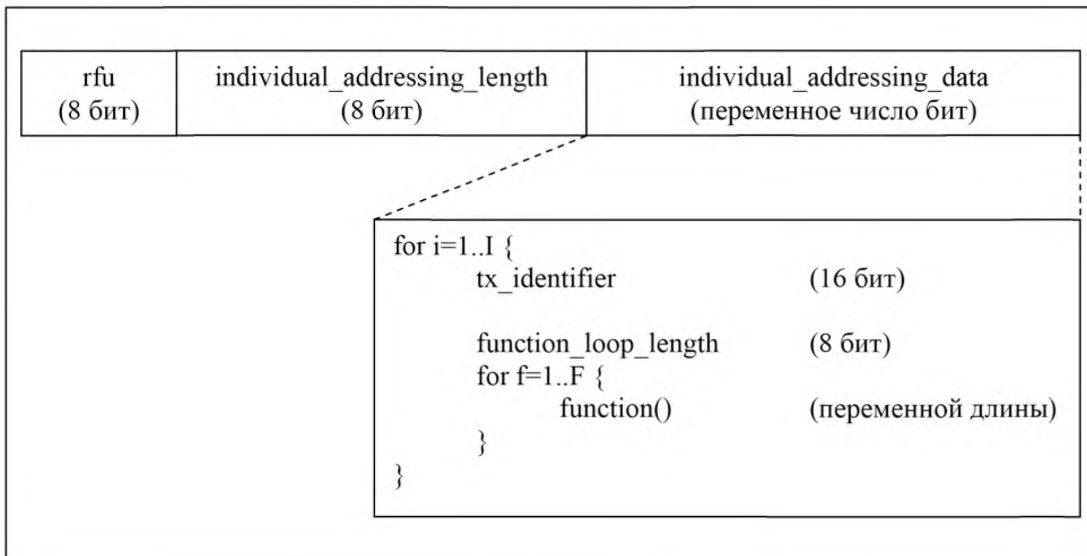 rfu
(8 бит)
individual_addressing_length
(8 бит)
individual_addressing_data
(переменное число бит)
for i=1..I {
tx_identifier (16 бит)
function_loop_length (8 бит)
for f=1..F {
function() (переменной длины)
}
}